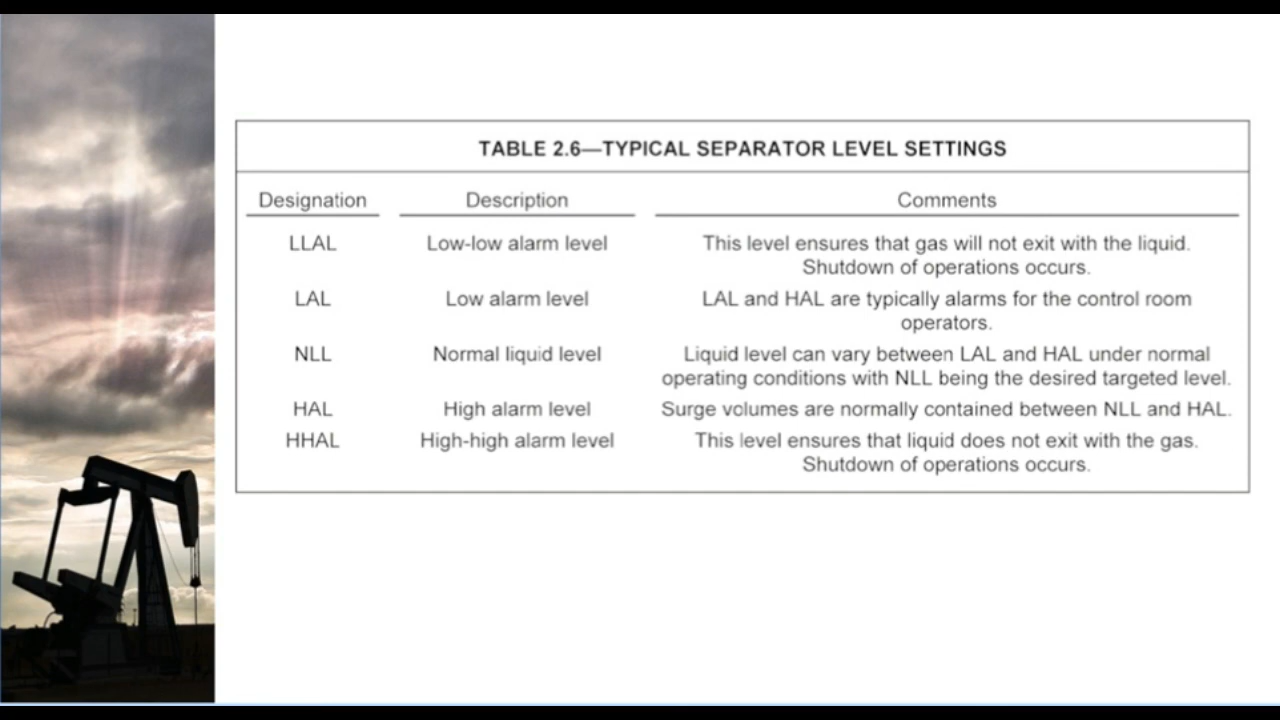 TABLE 2.6—TYPICAL SEPARATOR LEVEL SETTINGS
Designation Description Comments
LLAL Low-low alarm level This level ensures that gas will not exit with the liquid.
Shutdown of operations occurs.
LAL Low alarm level LAL and HAL are typically alarms for the control room
operators.
NLL Normal liquid level Liquid level can vary between LAL and HAL under normal
operating conditions with NLL being the desired targeted level.
HAL High alarm level Surge volumes are normally contained between NLL and HAL.
HHAL High-high alarm level This level ensures that liquid does not exit with the gas.
Shutdown of operations occurs.